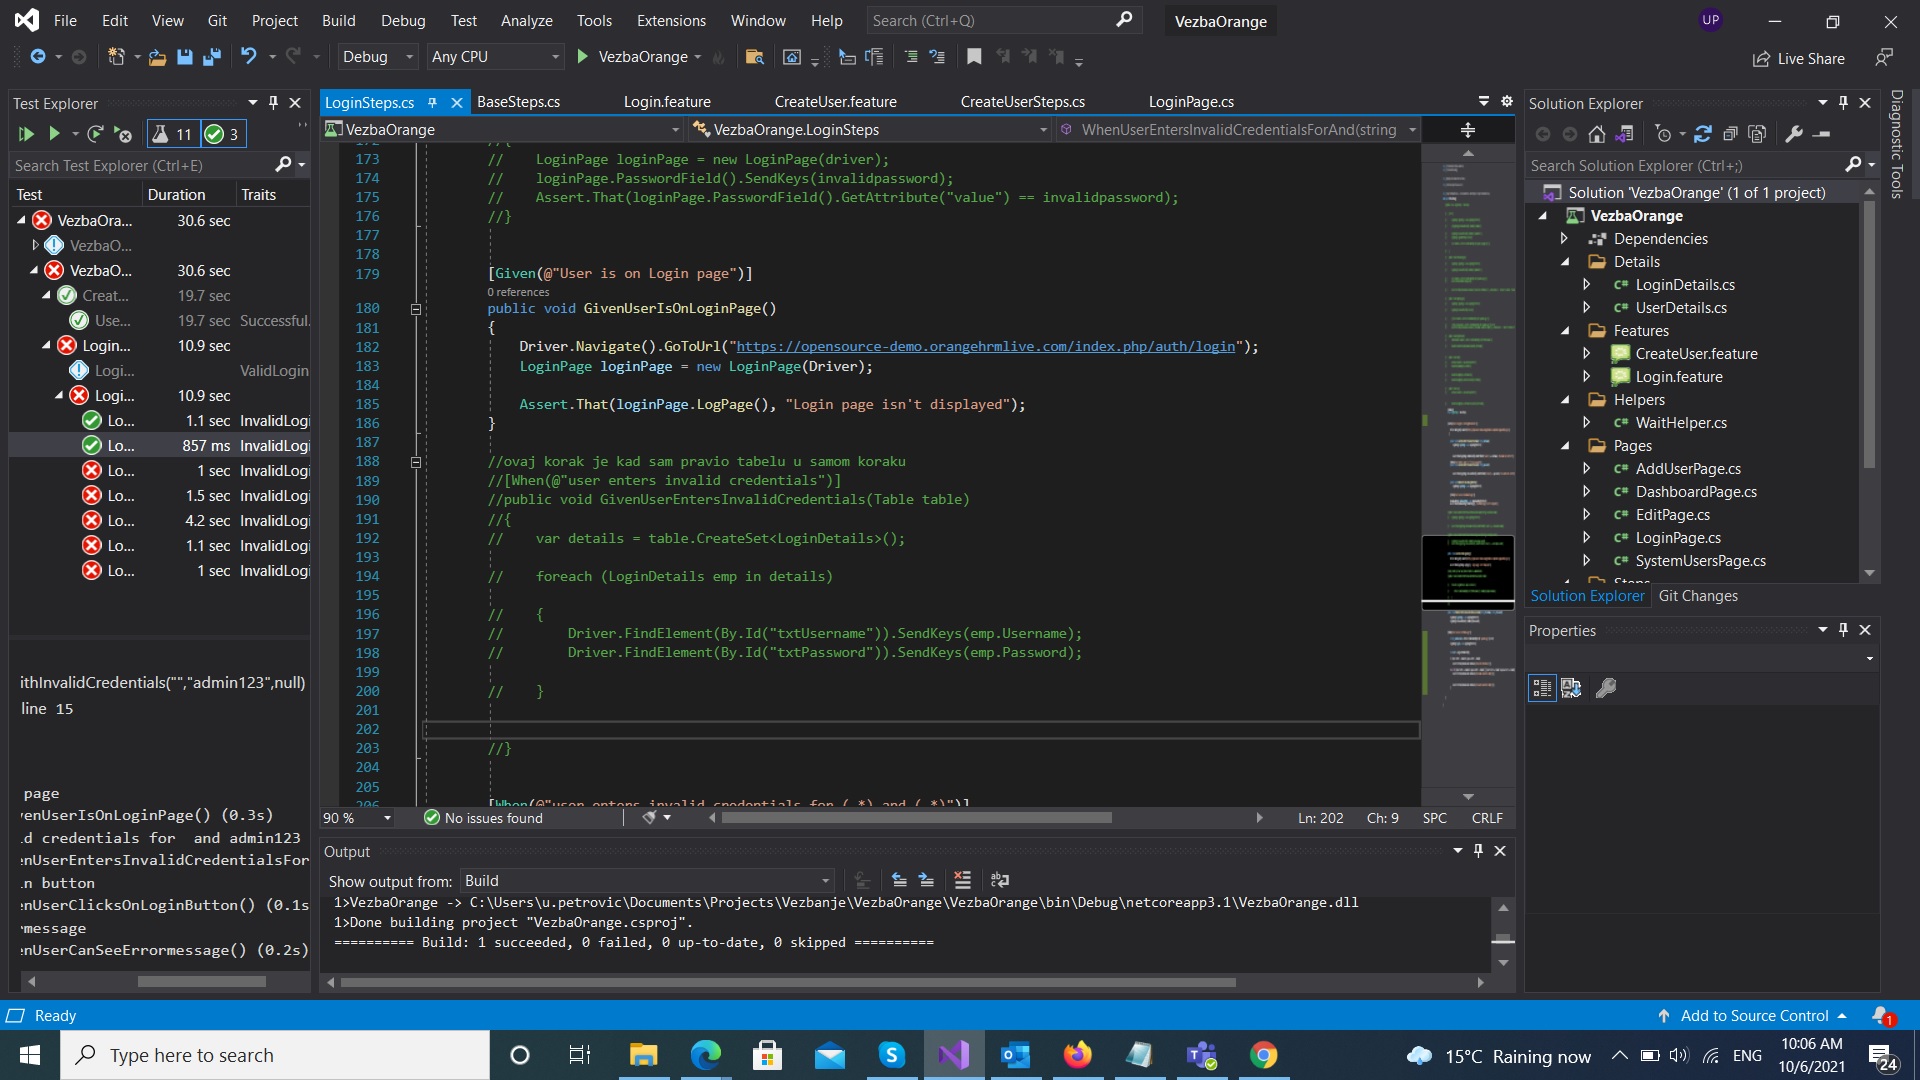 File Edit View Git Project Build Debug Test Analyze Tools Extensions Window Help Search (Ctrl+Q) VezbaOrange UP
Debug Any CPU VezbaOrange Live Share
Test Explorer
11 3
Search Test Explorer (Ctrl+E)
Test Duration Traits
VezbaOra... 30.6 sec
VezbaO...
VezbaO... 30.6 sec
Creat... 19.7 sec
Use... 19.7 sec Successful.
Login... 10.9 sec
Logi... ValidLogin
Logi... 10.9 sec
Lo... 1.1 sec InvalidLogi
Lo... 857 ms InvalidLogi
Lo... 1 sec InvalidLogi
Lo... 1.5 sec InvalidLogi
Lo... 4.2 sec InvalidLogi
Lo... 1.1 sec InvalidLogi
Lo... 1 sec InvalidLogi
ithInvalidCredentials("","admin123",null)
line 15
page
enUserIsOnLoginPage() (0.3s)
d credentials for  and admin123
enUserEntersInvalidCredentialsFor
n button
enUserClicksOnLoginButton() (0.1s
message
enUserCanSeeErrormessage() (0.2s)
LoginSteps.cs BaseSteps.cs Login.feature CreateUser.feature CreateUserSteps.cs LoginPage.cs
VezbaOrange VezbaOrange.LoginSteps WhenUserEntersInvalidCredentialsForAnd(string
172 //{
173 //    LoginPage loginPage = new LoginPage(driver);
174 //    loginPage.PasswordField().SendKeys(invalidpassword);
175 //    Assert.That(loginPage.PasswordField().GetAttribute("value") == invalidpassword);
176 //}
177
178
179 [Given(@"User is on Login page")]
0 references
180 public void GivenUserIsOnLoginPage()
181 {
182     Driver.Navigate().GoToUrl("https://opensource-demo.orangehrmlive.com/index.php/auth/login");
183     LoginPage loginPage = new LoginPage(Driver);
184
185     Assert.That(loginPage.LogPage(), "Login page isn't displayed");
186 }
187
188 //ovaj korak je kad sam pravio tabelu u samom koraku
189 //[When(@"user enters invalid credentials")]
190 //public void GivenUserEntersInvalidCredentials(Table table)
191 //{
192 //    var details = table.CreateSet<LoginDetails>();
193
194 //    foreach (LoginDetails emp in details)
195
196 //    {
197 //        Driver.FindElement(By.Id("txtUsername")).SendKeys(emp.Username);
198 //        Driver.FindElement(By.Id("txtPassword")).SendKeys(emp.Password);
199
200 //    }
201
202
203 //}
204
205
206 [When(@"user enters invalid credentials for (.*) and (.*)")]
90 % No issues found Ln: 202 Ch: 9 SPC CRLF
Output
Show output from: Build
1>VezbaOrange -> C:\Users\u.petrovic\Documents\Projects\Vezbanje\VezbaOrange\VezbaOrange\bin\Debug\netcoreapp3.1\VezbaOrange.dll
1>Done building project "VezbaOrange.csproj".
========== Build: 1 succeeded, 0 failed, 0 up-to-date, 0 skipped ==========
Solution Explorer
Search Solution Explorer (Ctrl+;)
Solution 'VezbaOrange' (1 of 1 project)
VezbaOrange
Dependencies
Details
C# LoginDetails.cs
C# UserDetails.cs
Features
CreateUser.feature
Login.feature
Helpers
C# WaitHelper.cs
Pages
C# AddUserPage.cs
C# DashboardPage.cs
C# EditPage.cs
C# LoginPage.cs
C# SystemUsersPage.cs
Steps
Solution Explorer Git Changes
Properties
Diagnostic Tools
Ready Add to Source Control 1
Type here to search 15°C Raining now ENG 10:06 AM
10/6/2021 24